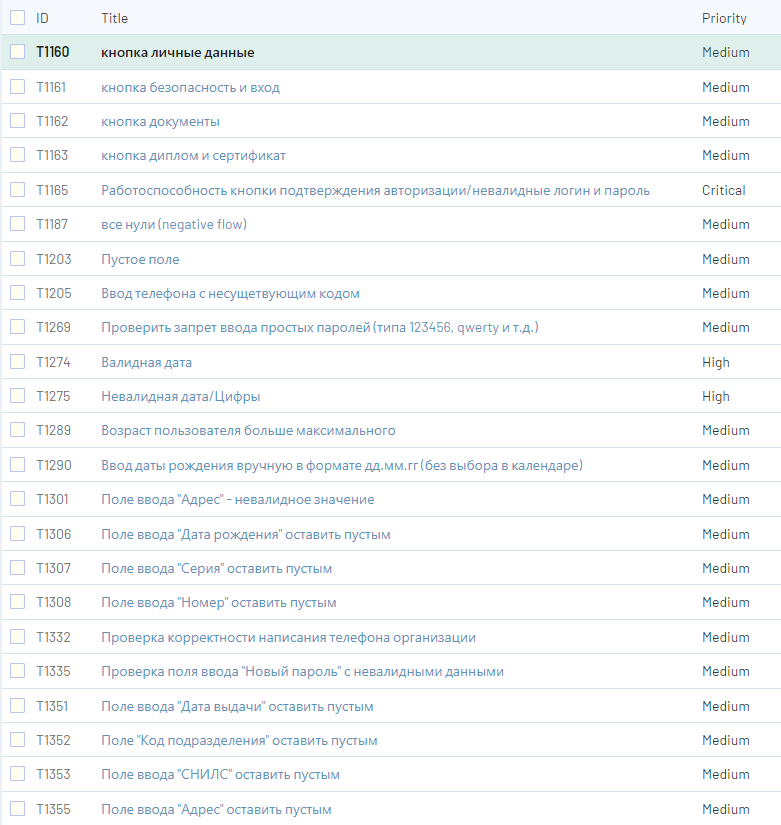 ID Title Priority
T1160 кнопка личные данные Medium
T1161 кнопка безопасность и вход Medium
T1162 кнопка документы Medium
T1163 кнопка диплом и сертификат Medium
T1165 Работоспособность кнопки подтверждения авторизации/невалидные логин и пароль Critical
T1187 все нули (negative flow) Medium
T1203 Пустое поле Medium
T1205 Ввод телефона с несущетвующим кодом Medium
T1269 Проверить запрет ввода простых паролей (типа 123456, qwerty и т.д.) Medium
T1274 Валидная дата High
T1275 Невалидная дата/Цифры High
T1289 Возраст пользователя больше максимального Medium
T1290 Ввод даты рождения вручную в формате дд.мм.гг (без выбора в календаре) Medium
T1301 Поле ввода "Адрес" - невалидное значение Medium
T1306 Поле ввода "Дата рождения" оставить пустым Medium
T1307 Поле ввода "Серия" оставить пустым Medium
T1308 Поле ввода "Номер" оставить пустым Medium
T1332 Проверка корректности написания телефона организации Medium
T1335 Проверка поля ввода "Новый пароль" с невалидными данными Medium
T1351 Поле ввода "Дата выдачи" оставить пустым Medium
T1352 Поле "Код подразделения" оставить пустым Medium
T1353 Поле ввода "СНИЛС" оставить пустым Medium
T1355 Поле ввода "Адрес" оставить пустым Medium